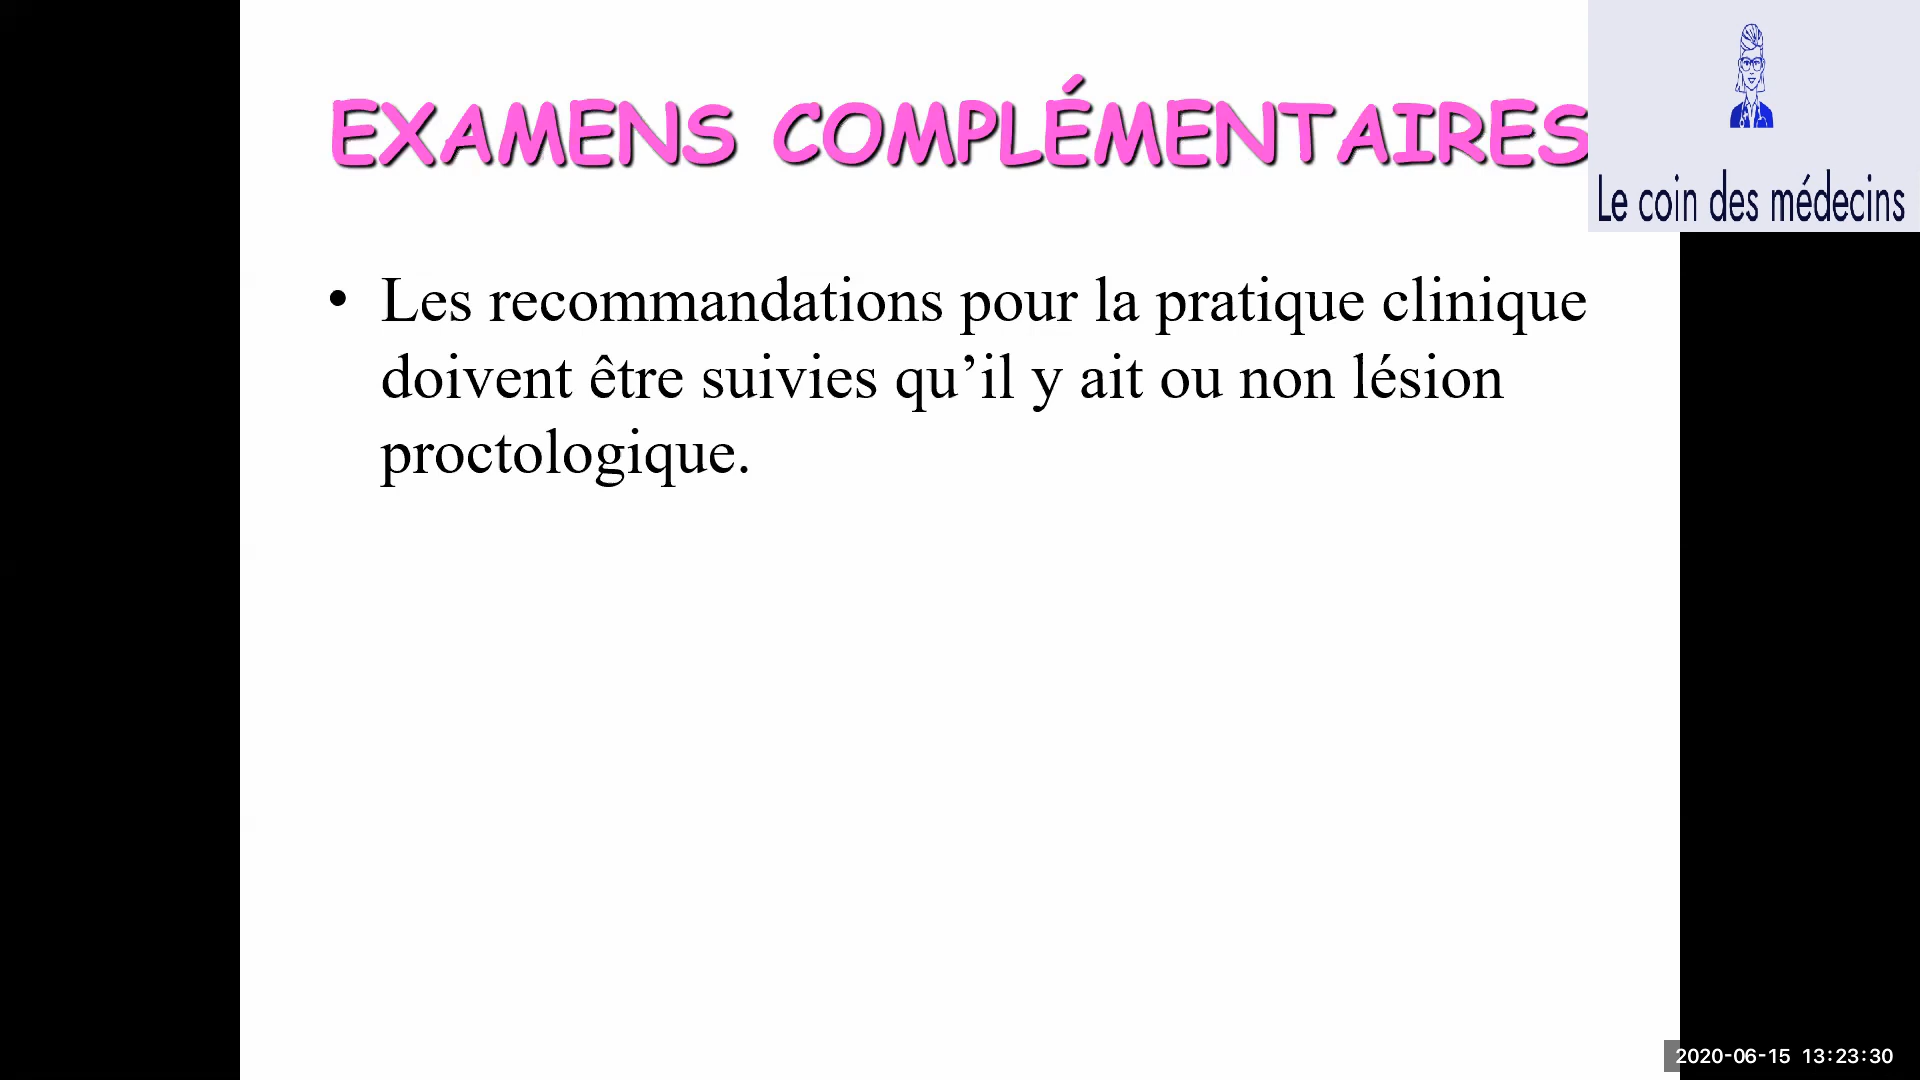 EXAMENS COMPLÉMENTAIRES
Le coin des médecins
• Les recommandations pour la pratique clinique
doivent être suivies qu’il y ait ou non lésion
proctologique.
2020-06-15 13:23:30